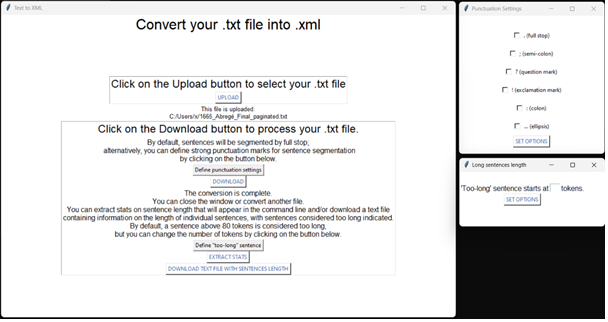 Text to XML
Convert your .txt file into .xml
Click on the Upload button to select your .txt file
UPLOAD
This file is uploaded:
C:/Users/x/1665_Abregé_Final_paginated.txt
Click on the Download button to process your .txt file.
By default, sentences will be segmented by full stop;
alternatively, you can define strong punctuation marks for sentence segmentation
by clicking on the button below.
Define punctuation settings
DOWNLOAD
The conversion is complete.
You can close the window or convert another file.
You can extract stats on sentence length that will appear in the command line and/or download a text file
containing information on the length of individual sentences, with sentences considered too long indicated.
By default, a sentence above 80 tokens is considered too long,
but you can change the number of tokens by clicking on the button below.
Define "too-long" sentence
EXTRACT STATS
DOWNLOAD TEXT FILE WITH SENTENCES LENGTH
Punctuation Settings
. (full stop)
; (semi-colon)
? (question mark)
! (exclamation mark)
: (colon)
... (ellipsis)
SET OPTIONS
Long sentences length
'Too-long' sentence starts at tokens.
SET OPTIONS